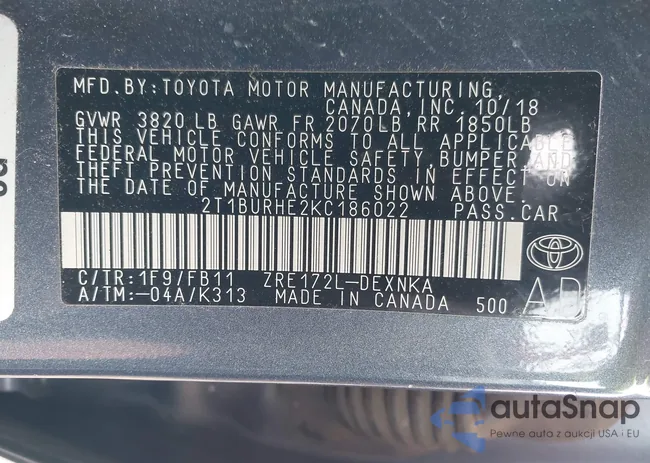 MFD.BY:TOYOTA MOTOR MANUFACTURING,
CANADA,INC.10/18
GVWR 3820LB GAWR FR 2070LB RR 1850LB
THIS VEHICLE CONFORMS TO ALL APPLICABLE
FEDERAL MOTOR VEHICLE SAFETY,BUMPER,AND
THEFT PREVENTION STANDARDS IN EFFECT ON
THE DATE OF MANUFACTURE SHOWN ABOVE.
2T1BURHE2KC186022 PASS.CAR
C/TR:1F9/FB11 ZRE172L-DEXNKA
A/TM:-04A/K313 MADE IN CANADA 500
AD
autaSnap
Pewne auta z aukcji USA i EU